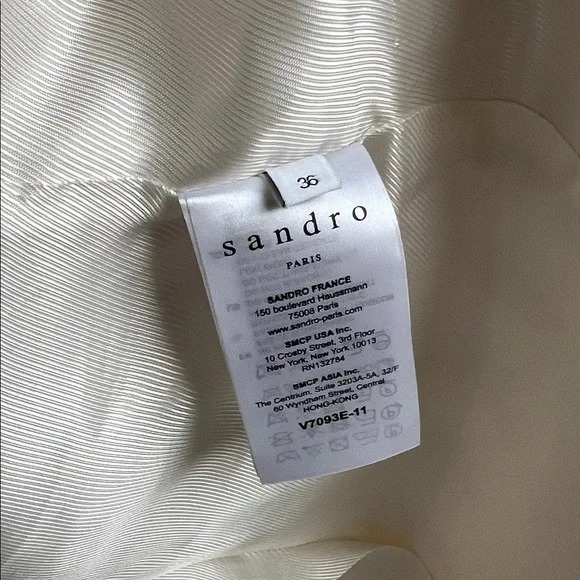 36
sandro
PARIS
SANDRO FRANCE
150 boulevard Haussmann
75008 Paris
www.sandro-paris.com
SMCP USA Inc.
10 Crosby Street, 3rd Floor
New York, New York 10013
RN132784
SMCP ASIA Inc.
The Centrium, Suite 3203A-5A, 32/F
60 Wyndham Street, Central
HONG-KONG
V7093E-11